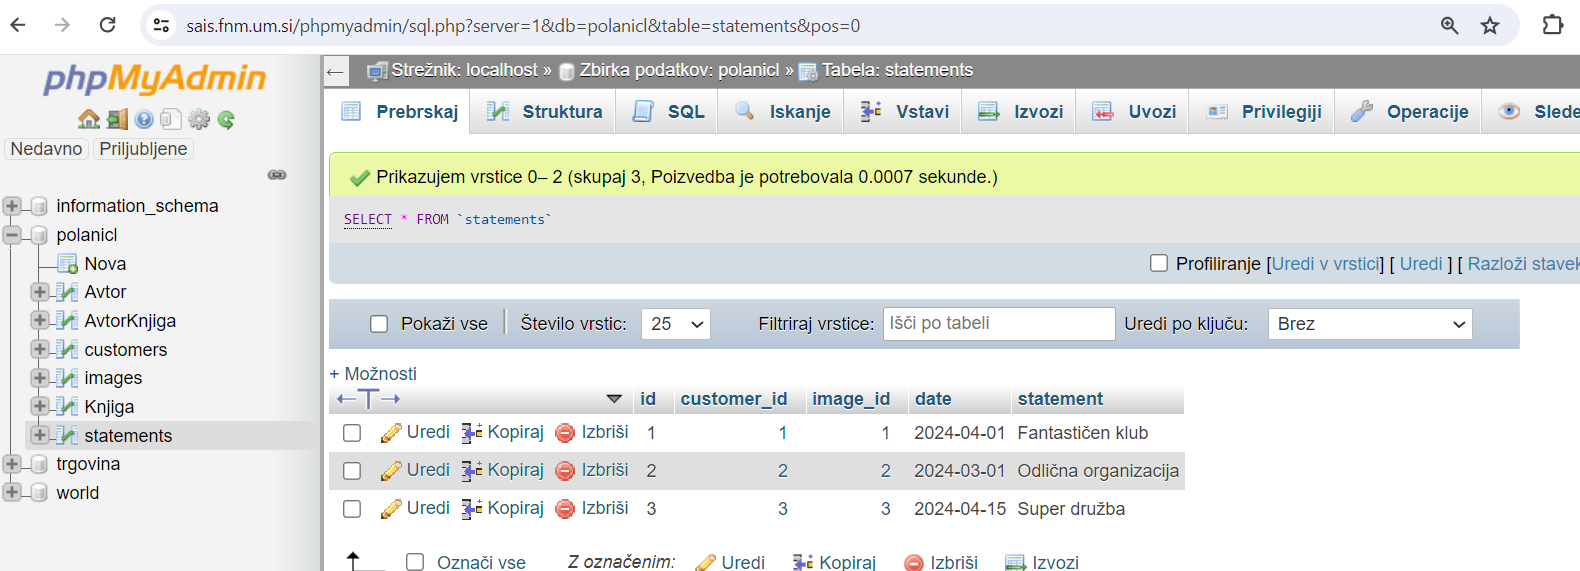 sais.fnm.um.si/phpmyadmin/sql.php?server=1&db=polanicl&table=statements&pos=0
phpMyAdmin
Nedavno Priljubljene
information_schema
polanicl
Nova
Avtor
AvtorKnjiga
customers
images
Knjiga
statements
trgovina
world
← Strežnik: localhost » Zbirka podatkov: polanicl » Tabela: statements
Prebrskaj Struktura SQL Iskanje Vstavi Izvozi Uvozi Privilegiji Operacije Slede
Prikazujem vrstice 0– 2 (skupaj 3, Poizvedba je potrebovala 0.0007 sekunde.)
SELECT * FROM `statements`
Profiliranje [Uredi v vrstici] [ Uredi ] [ Razloži stavek
Pokaži vse Število vrstic: 25 Filtriraj vrstice: Išči po tabeli Uredi po ključu: Brez
+ Možnosti
←T→ id customer_id image_id date statement
Uredi Kopiraj Izbriši 1 1 1 2024-04-01 Fantastičen klub
Uredi Kopiraj Izbriši 2 2 2 2024-03-01 Odlična organizacija
Uredi Kopiraj Izbriši 3 3 3 2024-04-15 Super družba
Označi vse Z označenim: Uredi Kopiraj Izbriši Izvozi